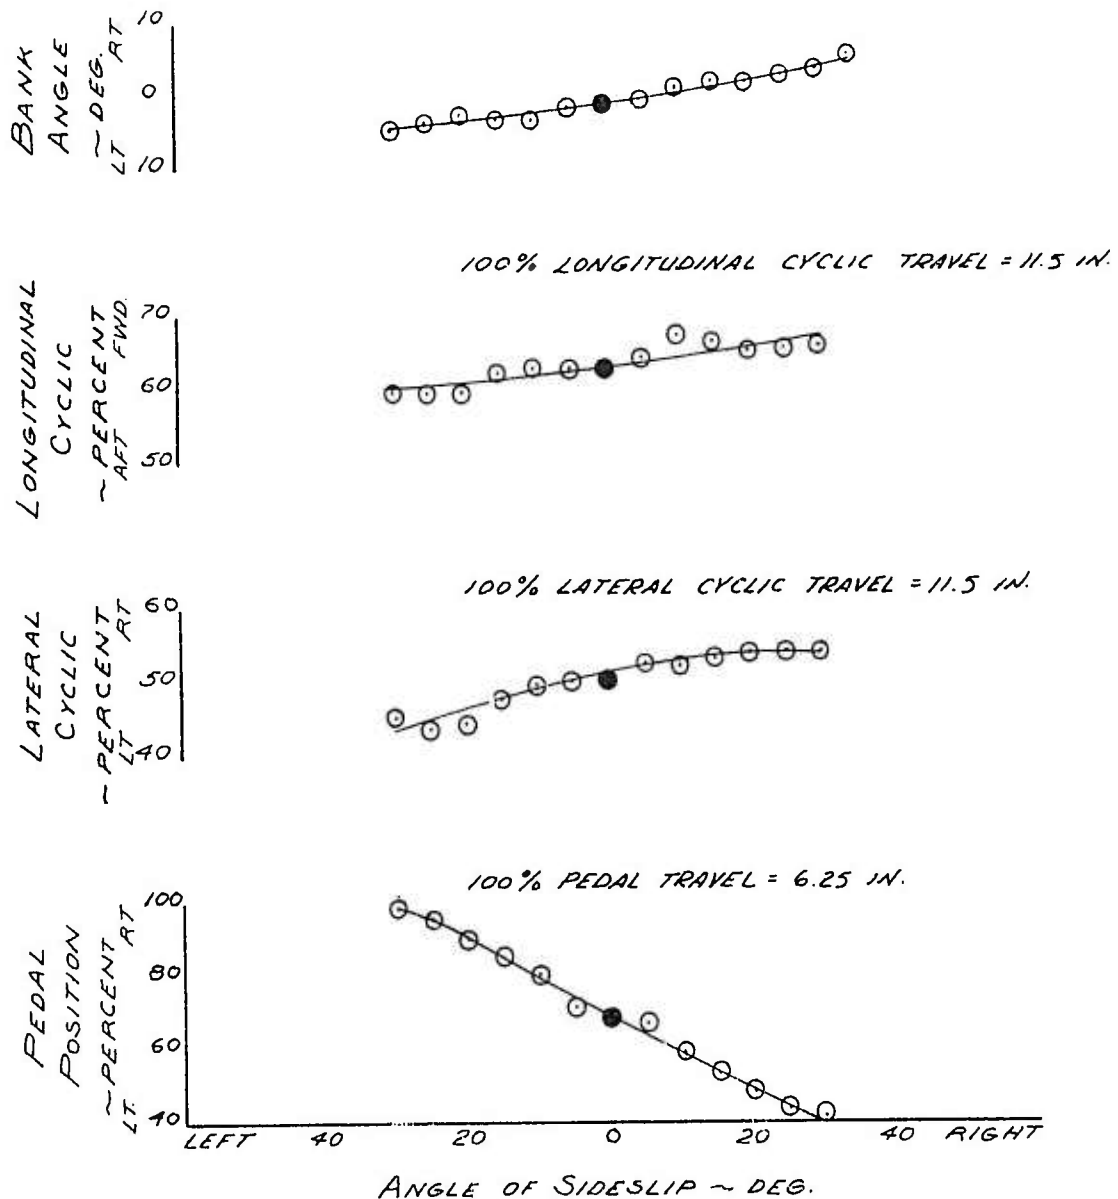 BANK
ANGLE
~DEG.
LT RT
10
0
10
100% LONGITUDINAL CYCLIC TRAVEL = 11.5 IN.
LONGITUDINAL
CYCLIC
~PERCENT
AFT FWD.
70
60
50
100% LATERAL CYCLIC TRAVEL = 11.5 IN.
LATERAL
CYCLIC
~PERCENT
LT RT
60
50
40
100% PEDAL TRAVEL = 6.25 IN.
PEDAL
POSITION
~PERCENT
LT. RT
100
80
60
40
LEFT 40 20 0 20 40 RIGHT
ANGLE OF SIDESLIP ~ DEG.